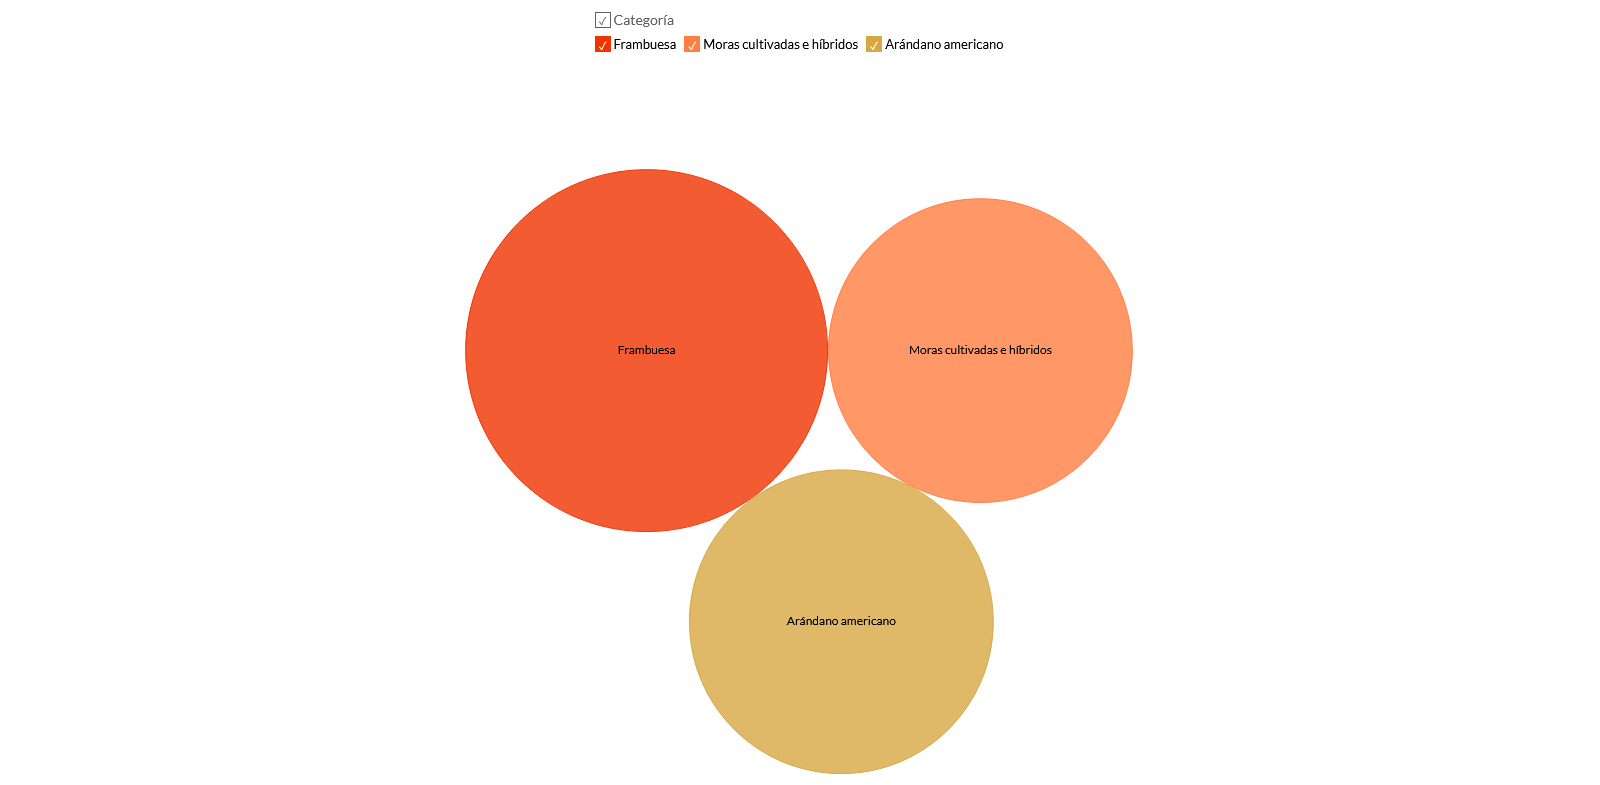 Categoría
Frambuesa Moras cultivadas e híbridos Arándano americano
Frambuesa
Moras cultivadas e híbridos
Arándano americano